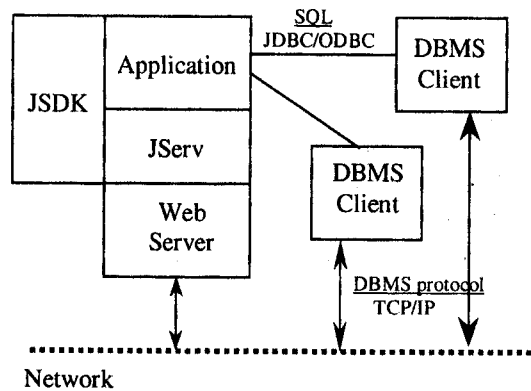 SQL
JDBC/ODBC
DBMS
Client
Application
JSDK
JServ
DBMS
Client
Web
Server
DBMS protocol
TCP/IP
Network